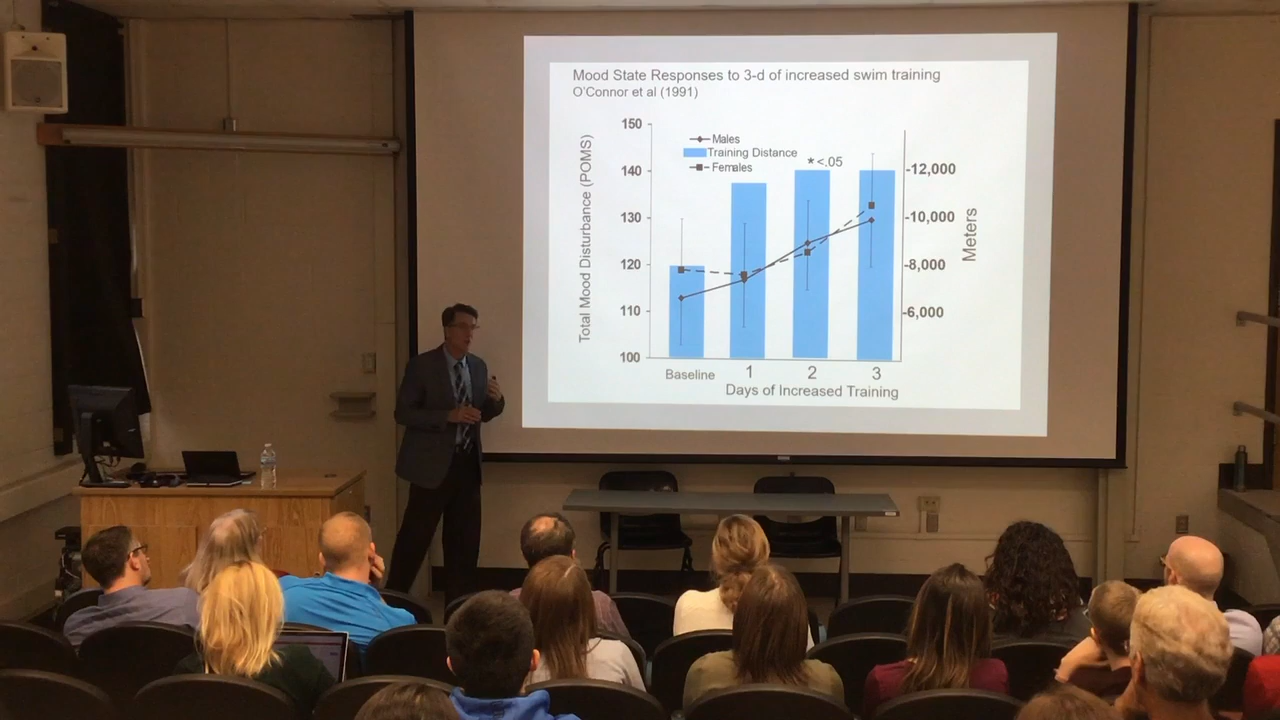 Mood State Responses to 3-d of increased swim training
O'Connor et al (1991)
Total Mood Disturbance (POMS)
150
140
130
120
110
100
Males
Training Distance
Females
*<.05
-12,000
-10,000
-8,000
-6,000
Meters
Baseline 1 2 3
Days of Increased Training